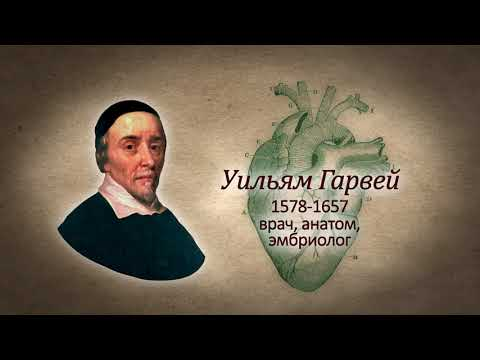 Уильям Гарвей
1578-1657
врач, анатом,
эмбриолог